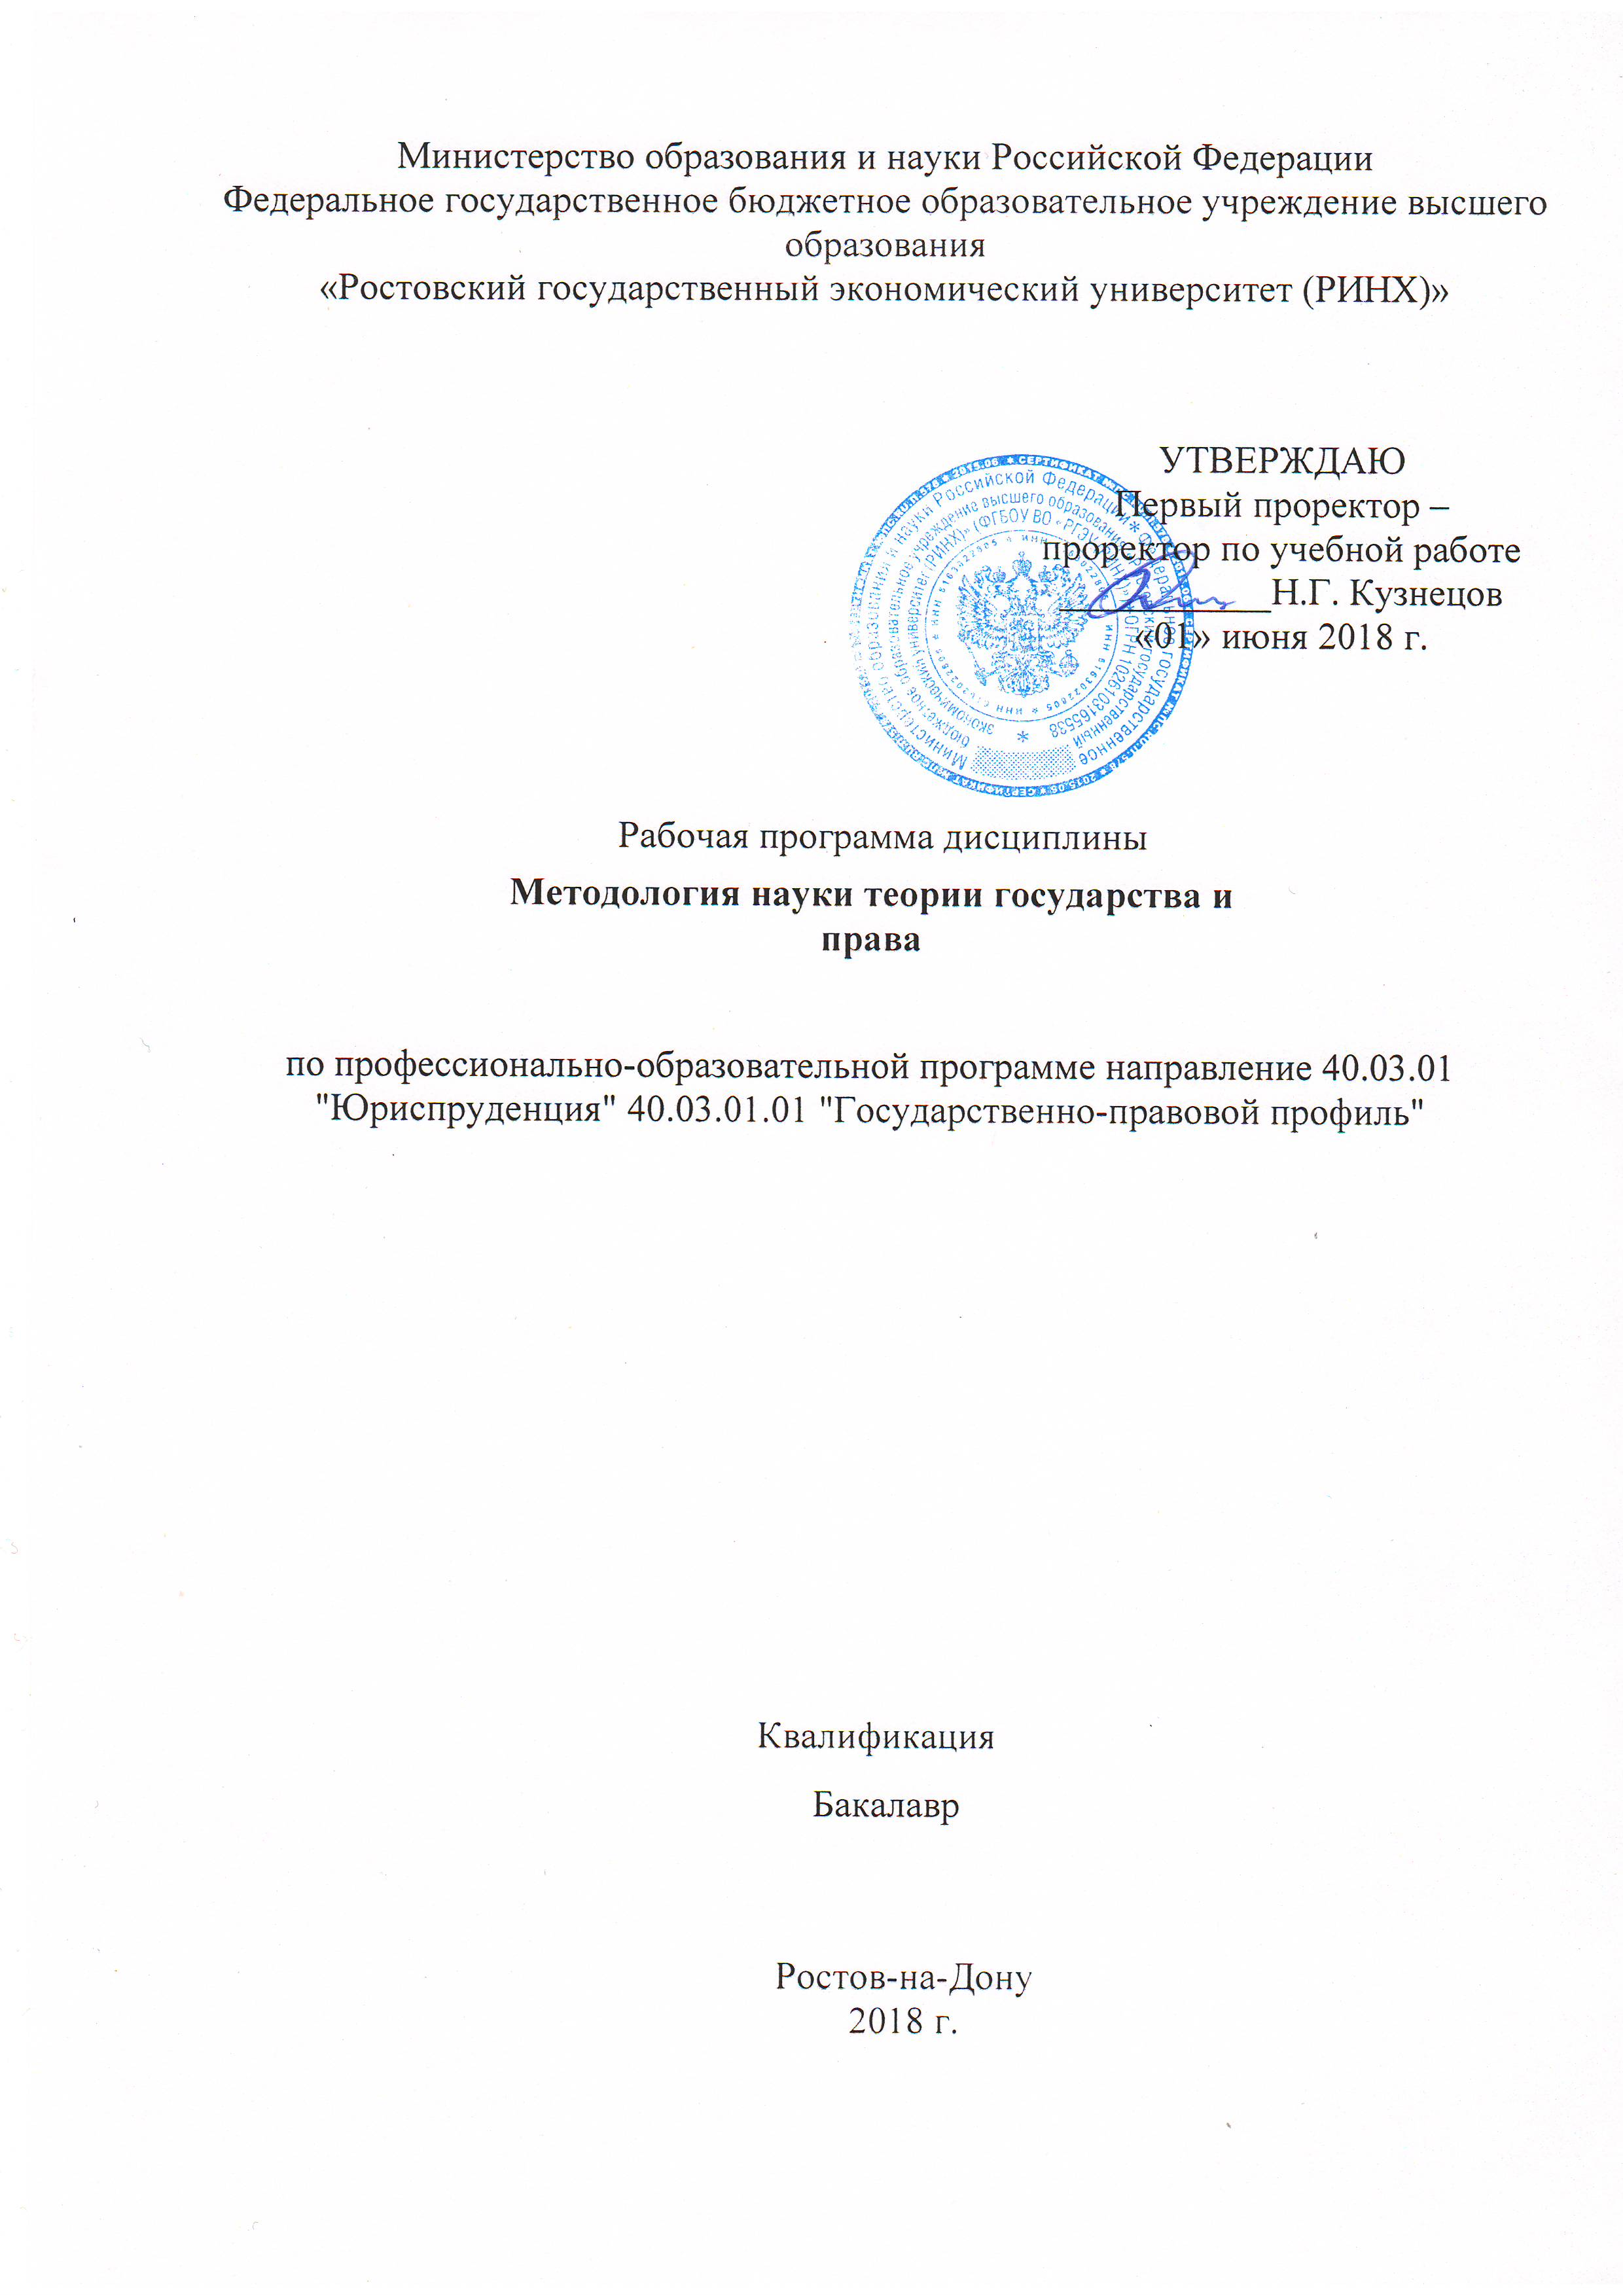 Министерство образования и науки Российской Федерации
Федеральное государственное бюджетное образовательное учреждение высшего
образования
«Ростовский государственный экономический университет (РИНХ)»
УТВЕРЖДАЮ
Первый проректор –
проректор по учебной работе
Н.Г. Кузнецов
«01» июня 2018 г.
Рабочая программа дисциплины
Методология науки теории государства и
права
по профессионально-образовательной программе направление 40.03.01
"Юриспруденция" 40.03.01.01 "Государственно-правовой профиль"
Квалификация
Бакалавр
Ростов-на-Дону
2018 г.